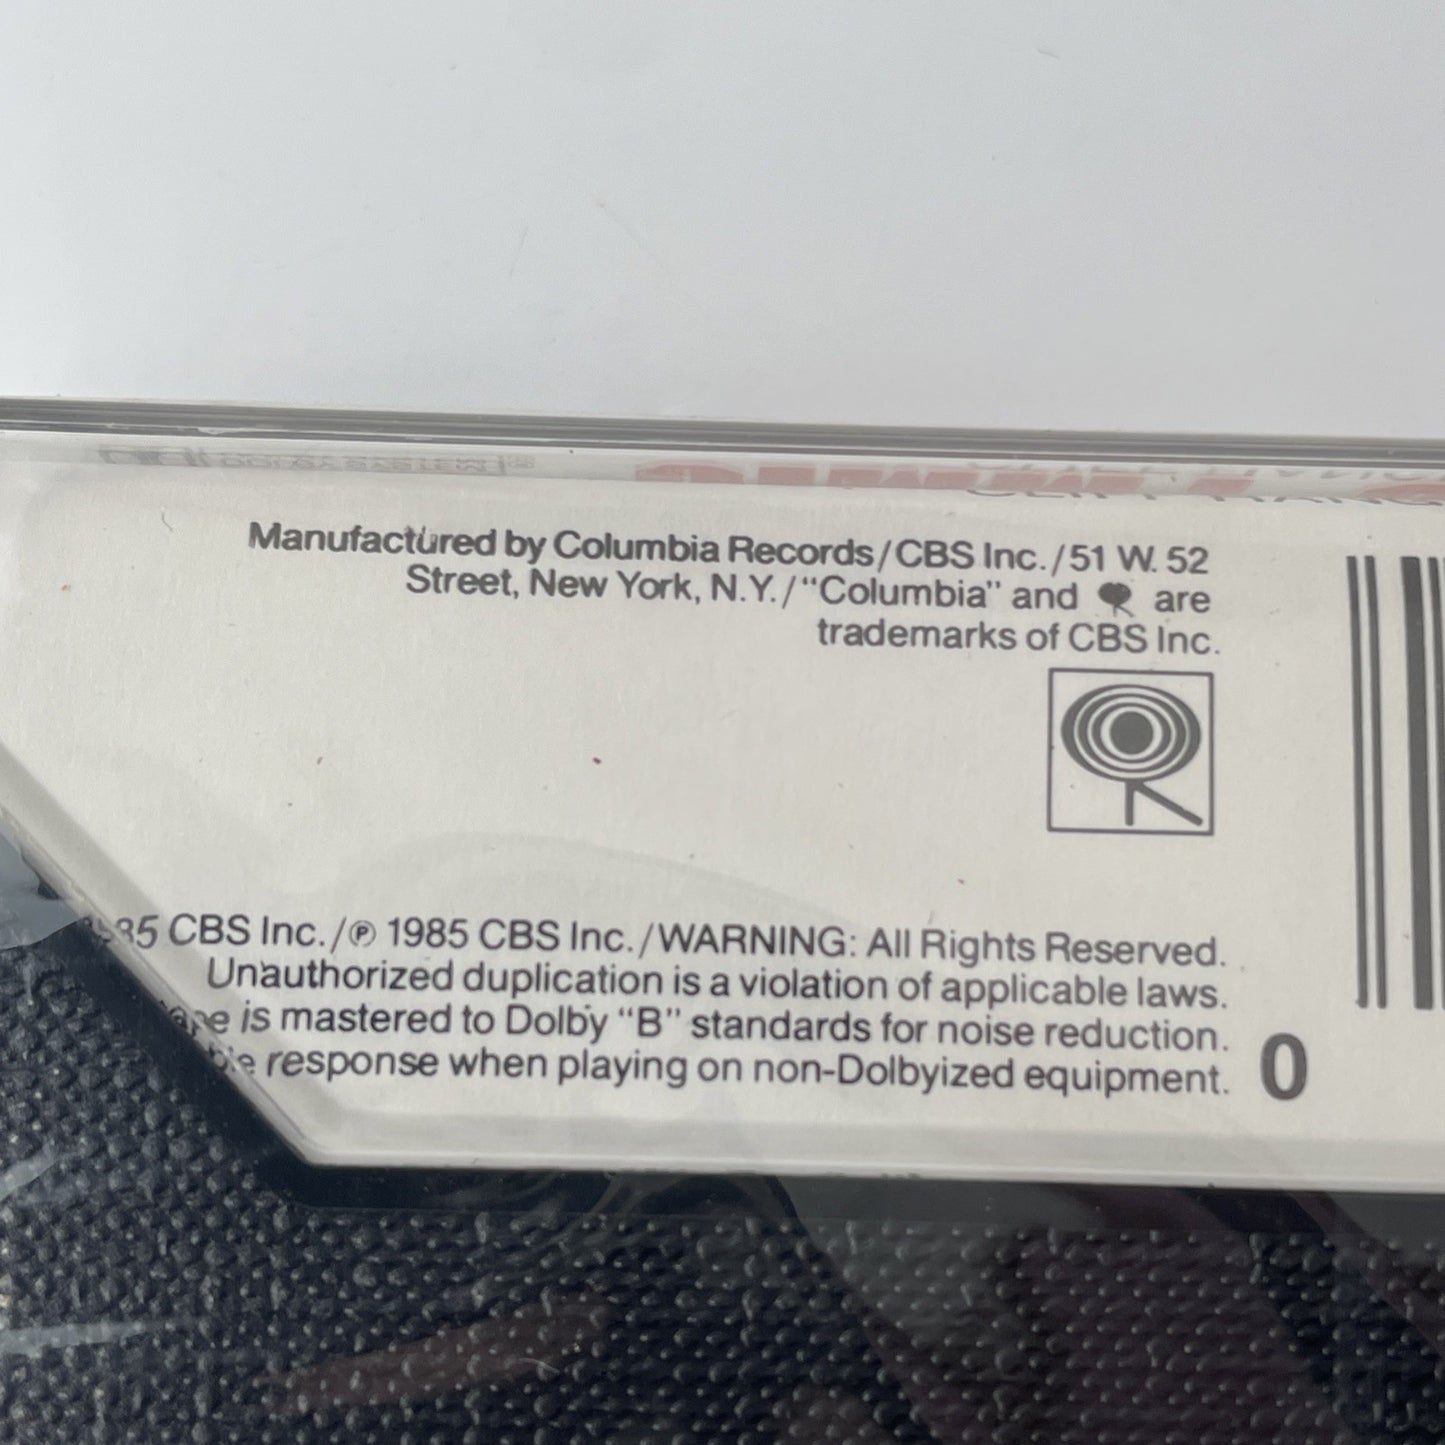 DOLBY SYSTEM
Manufactured by Columbia Records/CBS Inc./51 W. 52
Street, New York, N.Y./"Columbia" and are
trademarks of CBS Inc.
CBS Inc./℗ 1985 CBS Inc./WARNING: All Rights Reserved.
Unauthorized duplication is a violation of applicable laws.
is mastered to Dolby "B" standards for noise reduction.
response when playing on non-Dolbyized equipment.
0